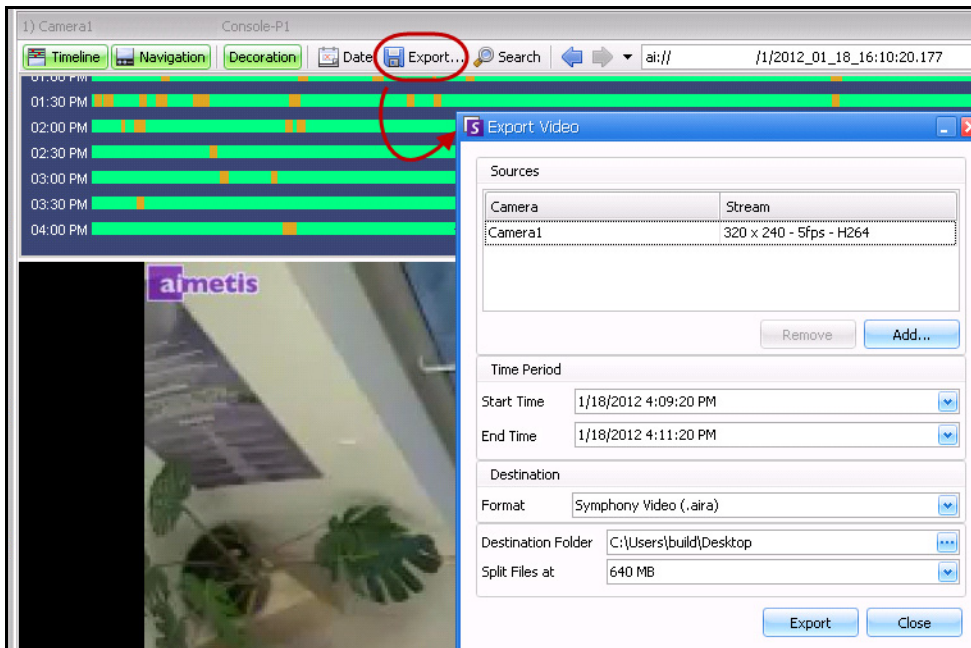 1) Camera1 Console-P1
Timeline Navigation Decoration Date Export... Search ai:// /1/2012_01_18_16:10:20.177
01:00 PM
01:30 PM
02:00 PM
02:30 PM
03:00 PM
03:30 PM
04:00 PM
aimetis
S Export Video
Sources
Camera Stream
Camera1 320 x 240 - 5fps - H264
Remove Add...
Time Period
Start Time 1/18/2012 4:09:20 PM
End Time 1/18/2012 4:11:20 PM
Destination
Format Symphony Video (.aira)
Destination Folder C:\Users\build\Desktop ...
Split Files at 640 MB
Export Close